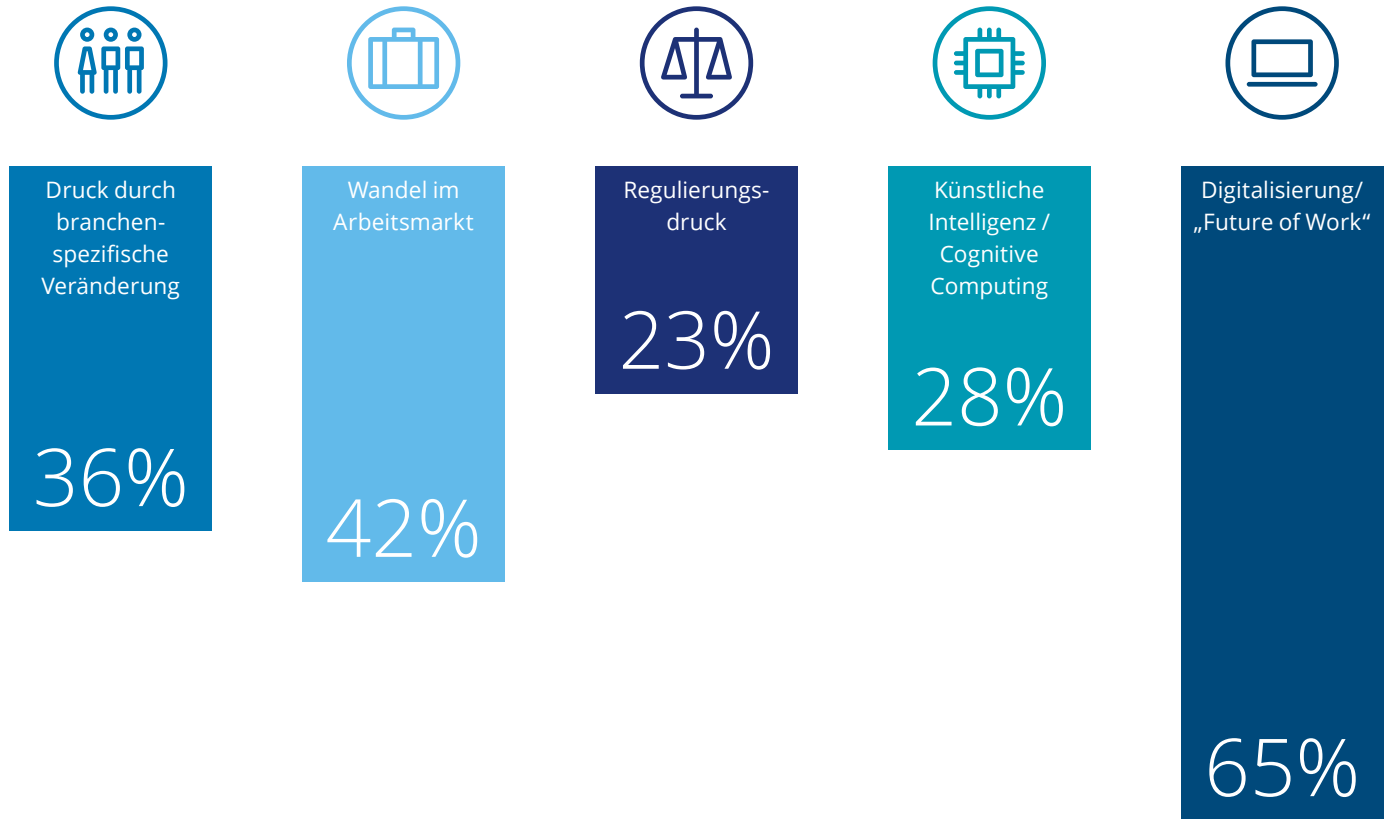 Druck durch
branchen-
spezifische
Veränderung
36%
Wandel im
Arbeitsmarkt
42%
Regulierungs-
druck
23%
Künstliche
Intelligenz /
Cognitive
Computing
28%
Digitalisierung/
„Future of Work“
65%